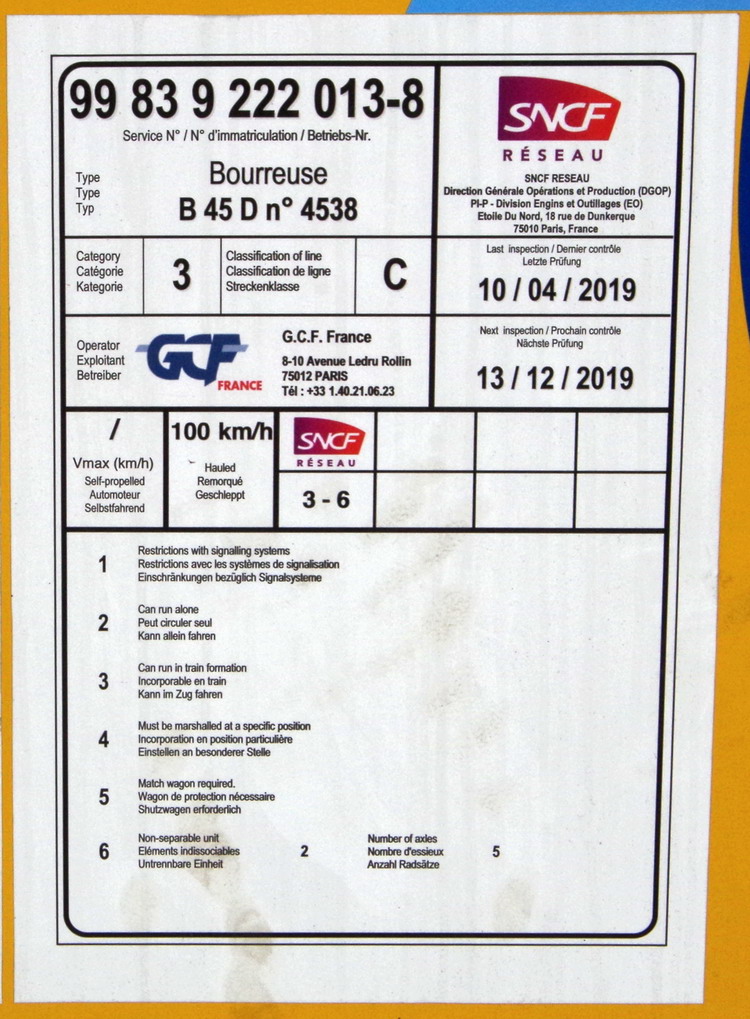 99 83 9 222 013-8
Service N° / N° d'immatriculation / Betriebs-Nr.
Type
Type
Typ
Bourreuse
B 45 D n° 4538
SNCF
RÉSEAU
SNCF RESEAU
Direction Générale Opérations et Production (DGOP)
PI-P - Division Engins et Outillages (EO)
Etoile Du Nord, 18 rue de Dunkerque
75010 Paris, France
Category
Catégorie
Kategorie
3
Classification of line
Classification de ligne
Streckenklasse
C
Last inspection / Dernier contrôle
Letzte Prüfung
10 / 04 / 2019
Operator
Exploitant
Betreiber
GCF
FRANCE
G.C.F. France
8-10 Avenue Ledru Rollin
75012 PARIS
Tél : +33 1.40.21.06.23
Next inspection / Prochain contrôle
Nächste Prüfung
13 / 12 / 2019
/
Vmax (km/h)
Self-propelled
Automoteur
Selbstfahrend
100 km/h
Hauled
Remorqué
Geschleppt
SNCF
RÉSEAU
3 - 6
1
Restrictions with signalling systems
Restrictions avec les systèmes de signalisation
Einschränkungen bezüglich Signalsysteme
2
Can run alone
Peut circuler seul
Kann allein fahren
3
Can run in train formation
Incorporable en train
Kann im Zug fahren
4
Must be marshalled at a specific position
Incorporation en position particulière
Einstellen an besonderer Stelle
5
Match wagon required.
Wagon de protection nécessaire
Shutzwagen erforderlich
6
Non-separable unit
Eléments indissociables
Untrennbare Einheit
2
Number of axles
Nombre d'essieux
Anzahl Radsätze
5